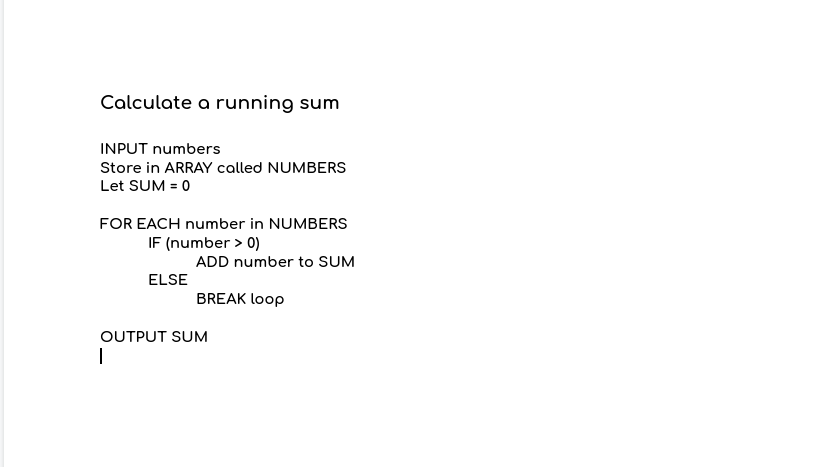 Calculate a running sum
INPUT numbers
Store in ARRAY called NUMBERS
Let SUM = 0
FOR EACH number in NUMBERS
IF (number > 0)
ADD number to SUM
ELSE
BREAK loop
OUTPUT SUM